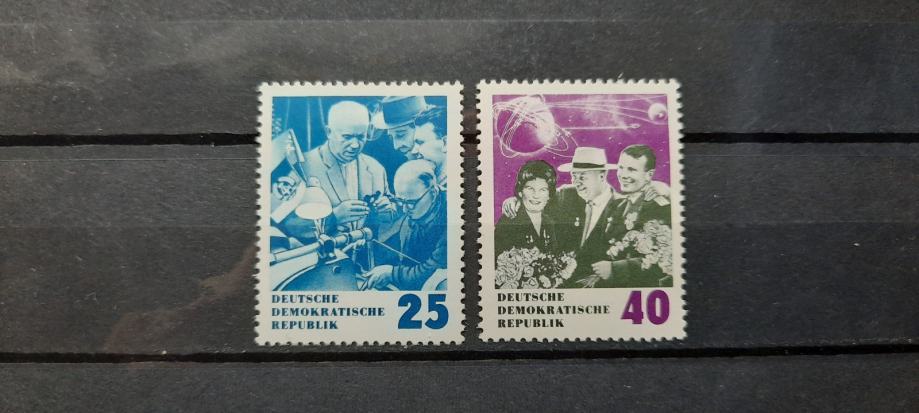 DEUTSCHE
DEMOKRATISCHE
REPUBLIK
25
DEUTSCHE
DEMOKRATISCHE
REPUBLIK
40